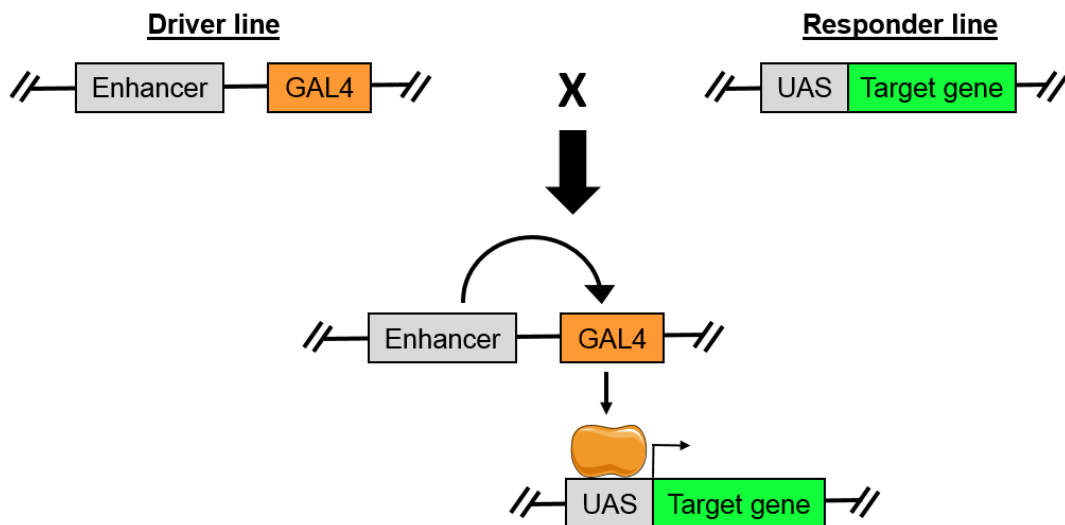 Driver line
Responder line
Enhancer
GAL4
X
UAS
Target gene
Enhancer
GAL4
UAS
Target gene